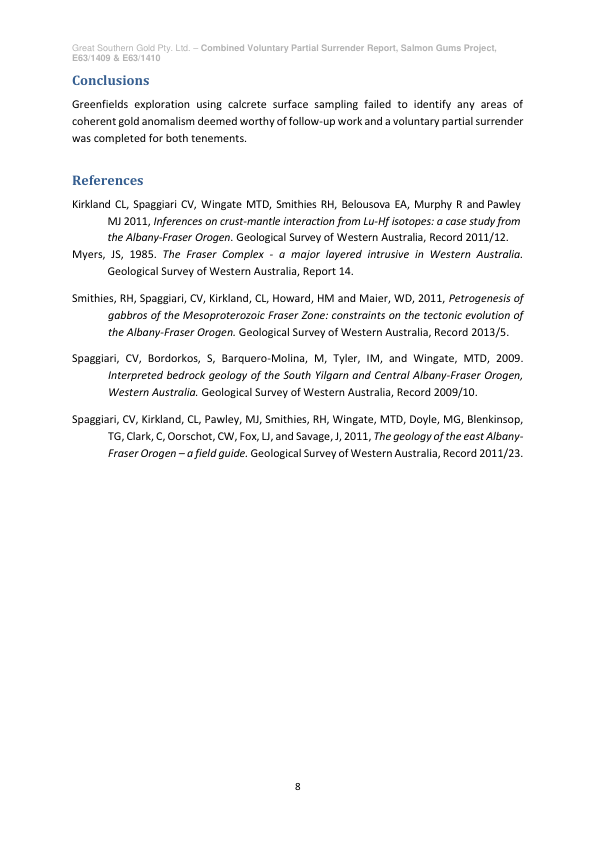 Great Southern Gold Pty. Ltd. – Combined Voluntary Partial Surrender Report, Salmon Gums Project,
E63/1409 & E63/1410
Conclusions
Greenfields exploration using calcrete surface sampling failed to identify any areas of
coherent gold anomalism deemed worthy of follow-up work and a voluntary partial surrender
was completed for both tenements.
References
Kirkland CL, Spaggiari CV, Wingate MTD, Smithies RH, Belousova EA, Murphy R and Pawley
MJ 2011, Inferences on crust-mantle interaction from Lu-Hf isotopes: a case study from
the Albany-Fraser Orogen. Geological Survey of Western Australia, Record 2011/12.
Myers, JS, 1985. The Fraser Complex - a major layered intrusive in Western Australia.
Geological Survey of Western Australia, Report 14.
Smithies, RH, Spaggiari, CV, Kirkland, CL, Howard, HM and Maier, WD, 2011, Petrogenesis of
gabbros of the Mesoproterozoic Fraser Zone: constraints on the tectonic evolution of
the Albany-Fraser Orogen. Geological Survey of Western Australia, Record 2013/5.
Spaggiari, CV, Bordorkos, S, Barquero-Molina, M, Tyler, IM, and Wingate, MTD, 2009.
Interpreted bedrock geology of the South Yilgarn and Central Albany-Fraser Orogen,
Western Australia. Geological Survey of Western Australia, Record 2009/10.
Spaggiari, CV, Kirkland, CL, Pawley, MJ, Smithies, RH, Wingate, MTD, Doyle, MG, Blenkinsop,
TG, Clark, C, Oorschot, CW, Fox, LJ, and Savage, J, 2011, The geology of the east Albany-
Fraser Orogen – a field guide. Geological Survey of Western Australia, Record 2011/23.
8